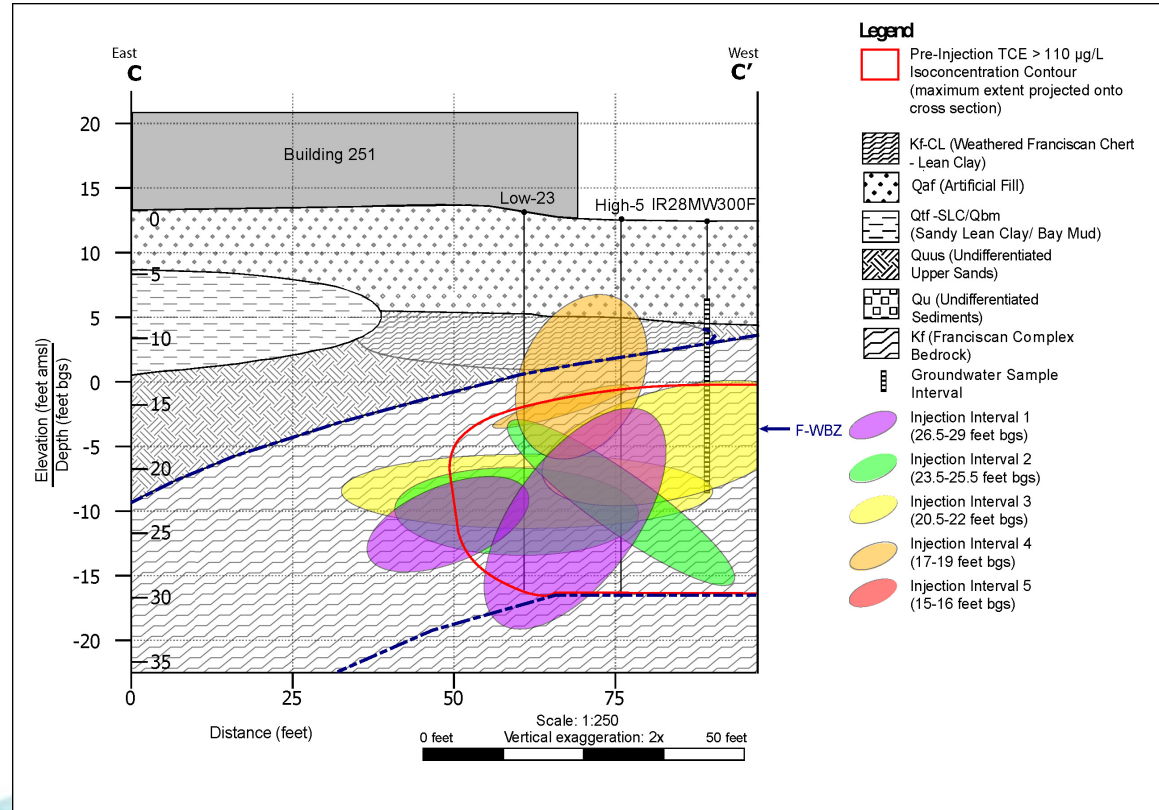 East
C
West
C′
20
15
10
5
0
-5
-10
-15
-20
0
5
10
15
20
25
30
35
Elevation (feet amsl)
Depth (feet bgs)
Building 251
Low-23
High-5
IR28MW300F
F-WBZ
0
25
50
75
Distance (feet)
Scale: 1:250
Vertical exaggeration: 2x
0 feet
50 feet
Legend
Pre-Injection TCE > 110 µg/L
Isoconcentration Contour
(maximum extent projected onto
cross section)
Kf-CL (Weathered Franciscan Chert
- Lean Clay)
Qaf (Artificial Fill)
Qtf -SLC/Qbm
(Sandy Lean Clay/ Bay Mud)
Quus (Undifferentiated
Upper Sands)
Qu (Undifferentiated
Sediments)
Kf (Franciscan Complex
Bedrock)
Groundwater Sample
Interval
Injection Interval 1
(26.5-29 feet bgs)
Injection Interval 2
(23.5-25.5 feet bgs)
Injection Interval 3
(20.5-22 feet bgs)
Injection Interval 4
(17-19 feet bgs)
Injection Interval 5
(15-16 feet bgs)